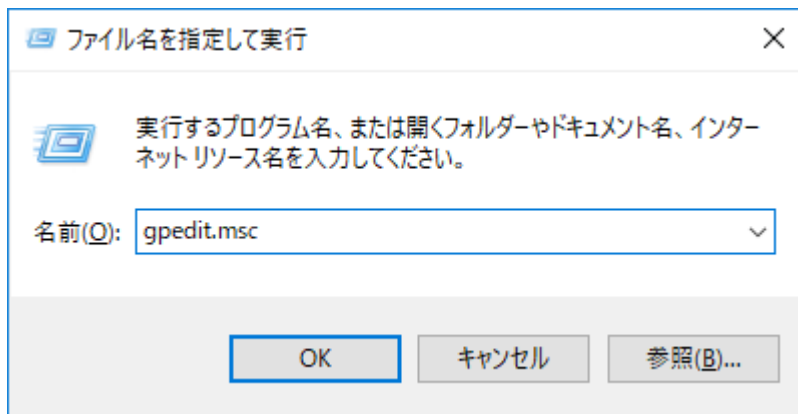 ファイル名を指定して実行
実行するプログラム名、または開くフォルダーやドキュメント名、インター
ネット リソース名を入力してください。
名前(O): gpedit.msc
OK キャンセル 参照(B)...